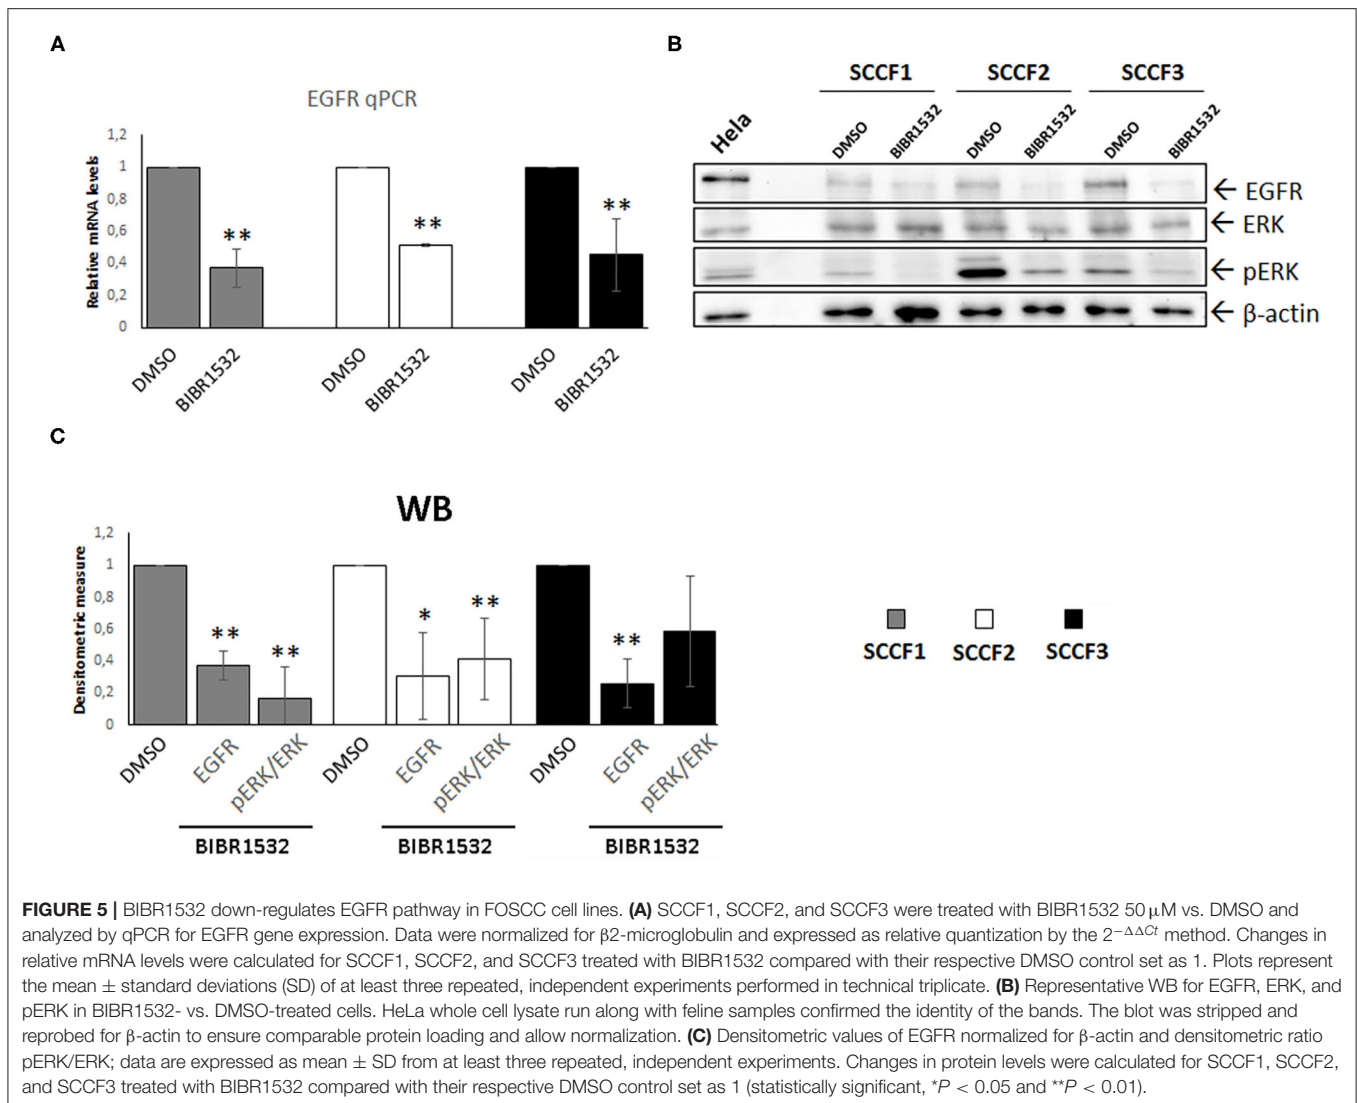 A
EGFR qPCR
Relative mRNA levels
1,2
1
0,8
0,6
0,4
0,2
0
**
**
**
DMSO
BIBR1532
DMSO
BIBR1532
DMSO
BIBR1532
B
SCCF1
SCCF2
SCCF3
Hela
DMSO
BIBR1532
DMSO
BIBR1532
DMSO
BIBR1532
← EGFR
← ERK
← pERK
← β-actin
C
WB
Densitometric measure
1,2
1
0,8
0,6
0,4
0,2
0
**
**
*
**
**
DMSO
EGFR
pERK/ERK
DMSO
EGFR
pERK/ERK
DMSO
EGFR
pERK/ERK
BIBR1532
BIBR1532
BIBR1532
SCCF1
SCCF2
SCCF3
FIGURE 5 | BIBR1532 down-regulates EGFR pathway in FOSCC cell lines. (A) SCCF1, SCCF2, and SCCF3 were treated with BIBR1532 50 μM vs. DMSO and
analyzed by qPCR for EGFR gene expression. Data were normalized for β2-microglobulin and expressed as relative quantization by the 2^−ΔΔCt method. Changes in
relative mRNA levels were calculated for SCCF1, SCCF2, and SCCF3 treated with BIBR1532 compared with their respective DMSO control set as 1. Plots represent
the mean ± standard deviations (SD) of at least three repeated, independent experiments performed in technical triplicate. (B) Representative WB for EGFR, ERK, and
pERK in BIBR1532- vs. DMSO-treated cells. HeLa whole cell lysate run along with feline samples confirmed the identity of the bands. The blot was stripped and
reprobed for β-actin to ensure comparable protein loading and allow normalization. (C) Densitometric values of EGFR normalized for β-actin and densitometric ratio
pERK/ERK; data are expressed as mean ± SD from at least three repeated, independent experiments. Changes in protein levels were calculated for SCCF1, SCCF2,
and SCCF3 treated with BIBR1532 compared with their respective DMSO control set as 1 (statistically significant, *P < 0.05 and **P < 0.01).